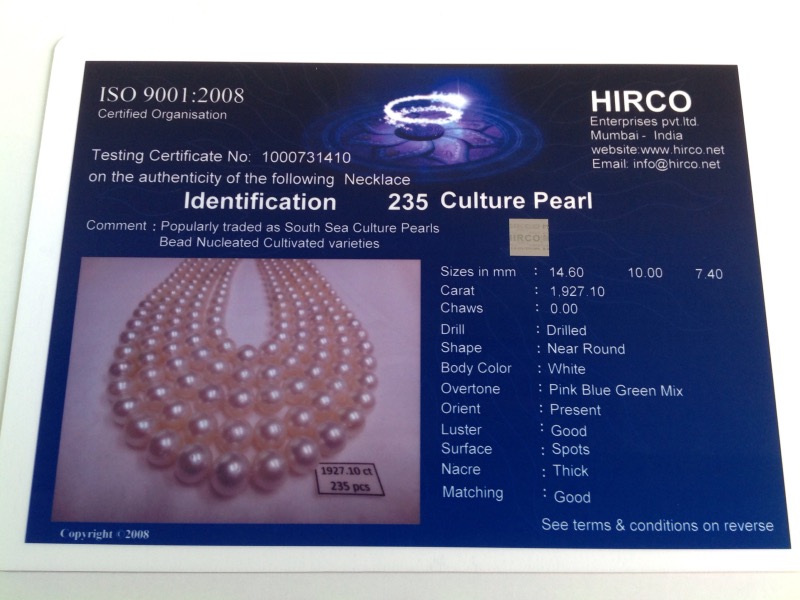 ISO 9001:2008
Certified Organisation
HIRCO
Enterprises pvt.ltd.
Mumbai - India
website:www.hirco.net
Email: info@hirco.net
Testing Certificate No: 1000731410
on the authenticity of the following Necklace
Identification 235 Culture Pearl
Comment : Popularly traded as South Sea Culture Pearls
Bead Nucleated Cultivated varieties
HIRCO
Sizes in mm : 14.60 10.00 7.40
Carat : 1,927.10
Chaws : 0.00
Drill : Drilled
Shape : Near Round
Body Color : White
Overtone : Pink Blue Green Mix
Orient : Present
Luster : Good
Surface : Spots
Nacre : Thick
Matching : Good
1927.10 ct
235 pcs
See terms & conditions on reverse
Copyright ©2008